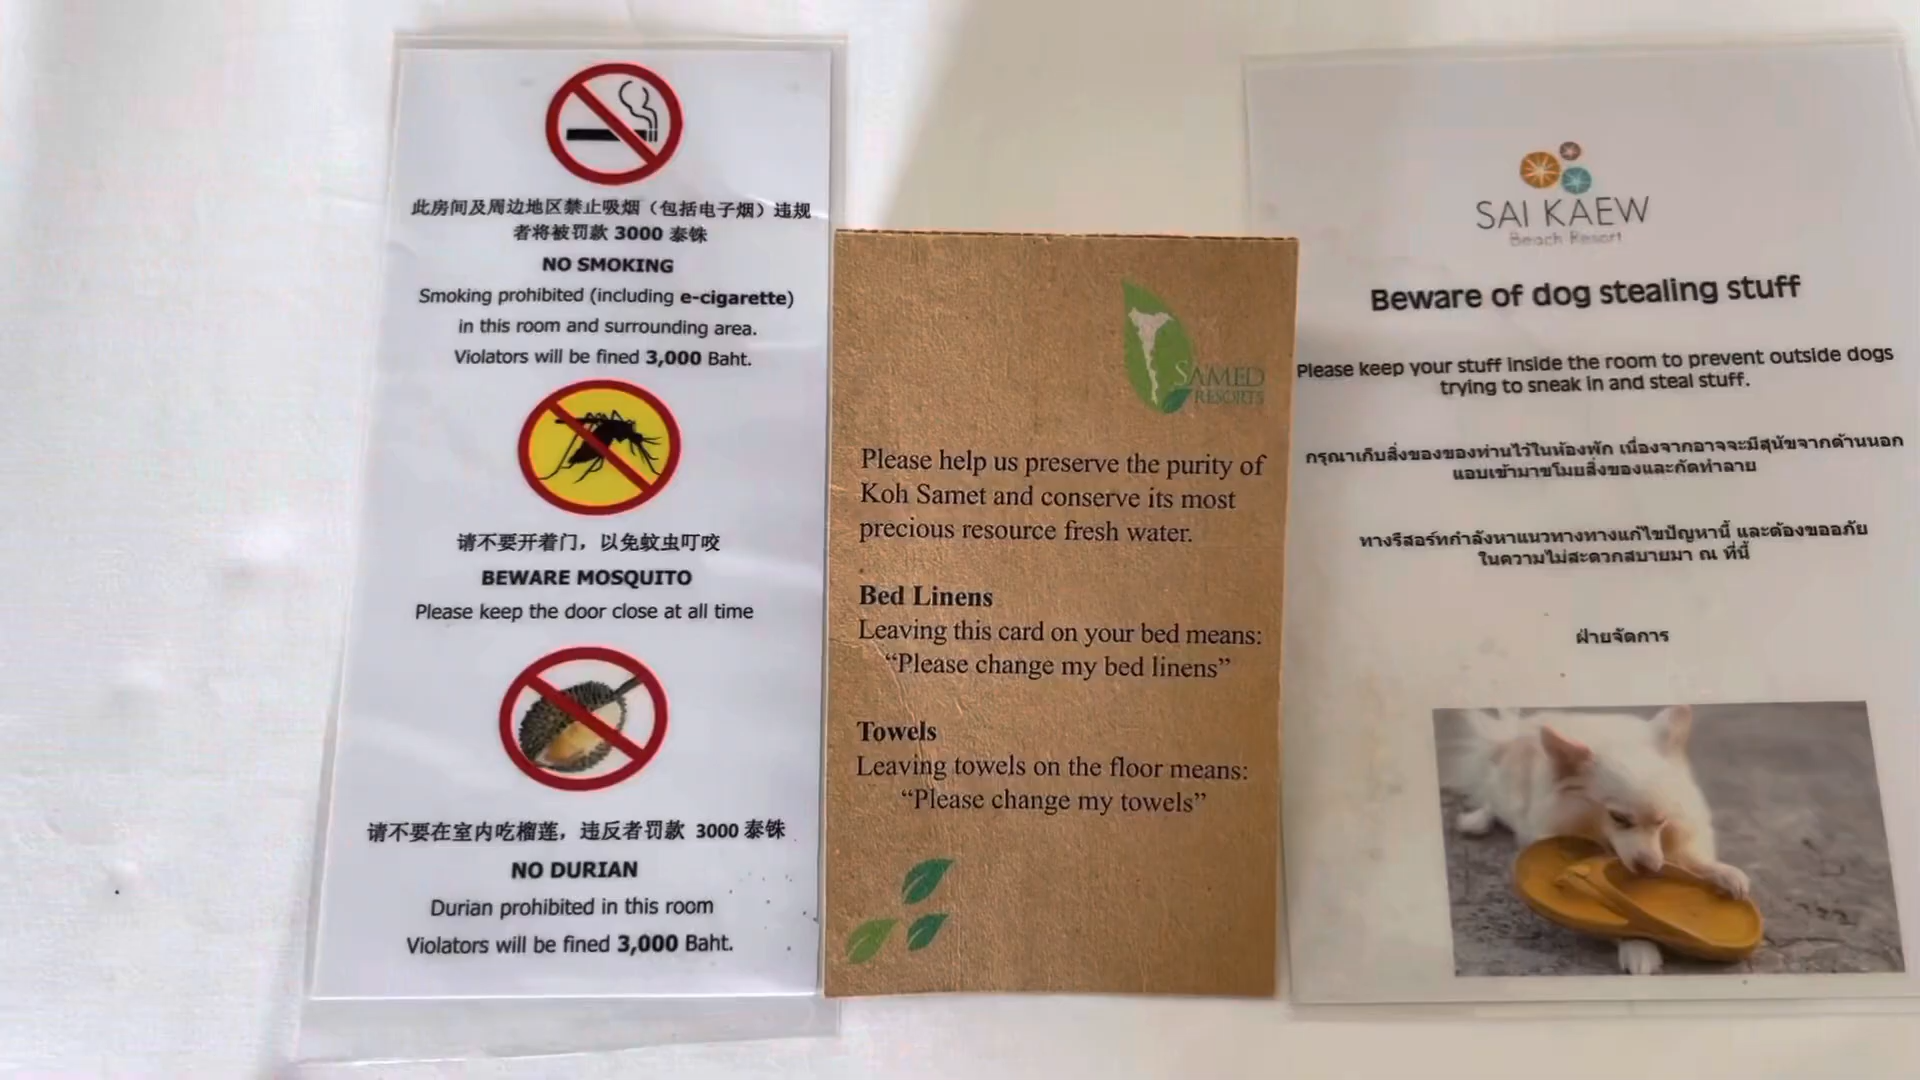 此房间及周边地区禁止吸烟（包括电子烟）违规
者将被罚款 3000 泰铢
NO SMOKING
Smoking prohibited (including e-cigarette)
in this room and surrounding area.
Violators will be fined 3,000 Baht.
请不要开着门，以免蚊虫叮咬
BEWARE MOSQUITO
Please keep the door close at all time
请不要在室内吃榴莲，违反者罚款 3000 泰铢
NO DURIAN
Durian prohibited in this room
Violators will be fined 3,000 Baht.
SAMED
RESORTS
Please help us preserve the purity of
Koh Samet and conserve its most
precious resource fresh water.
Bed Linens
Leaving this card on your bed means:
“Please change my bed linens”
Towels
Leaving towels on the floor means:
“Please change my towels”
SAI KAEW
Beach Resort
Beware of dog stealing stuff
Please keep your stuff inside the room to prevent outside dogs
trying to sneak in and steal stuff.
กรุณาเก็บสิ่งของของท่านไว้ในห้องพัก เนื่องจากอาจจะมีสุนัขจากด้านนอก
แอบเข้ามาขโมยสิ่งของและกัดทำลาย
ทางรีสอร์ทกำลังหาแนวทางทางแก้ไขปัญหานี้ และต้องขออภัย
ในความไม่สะดวกสบายมา ณ ที่นี้
ฝ่ายจัดการ